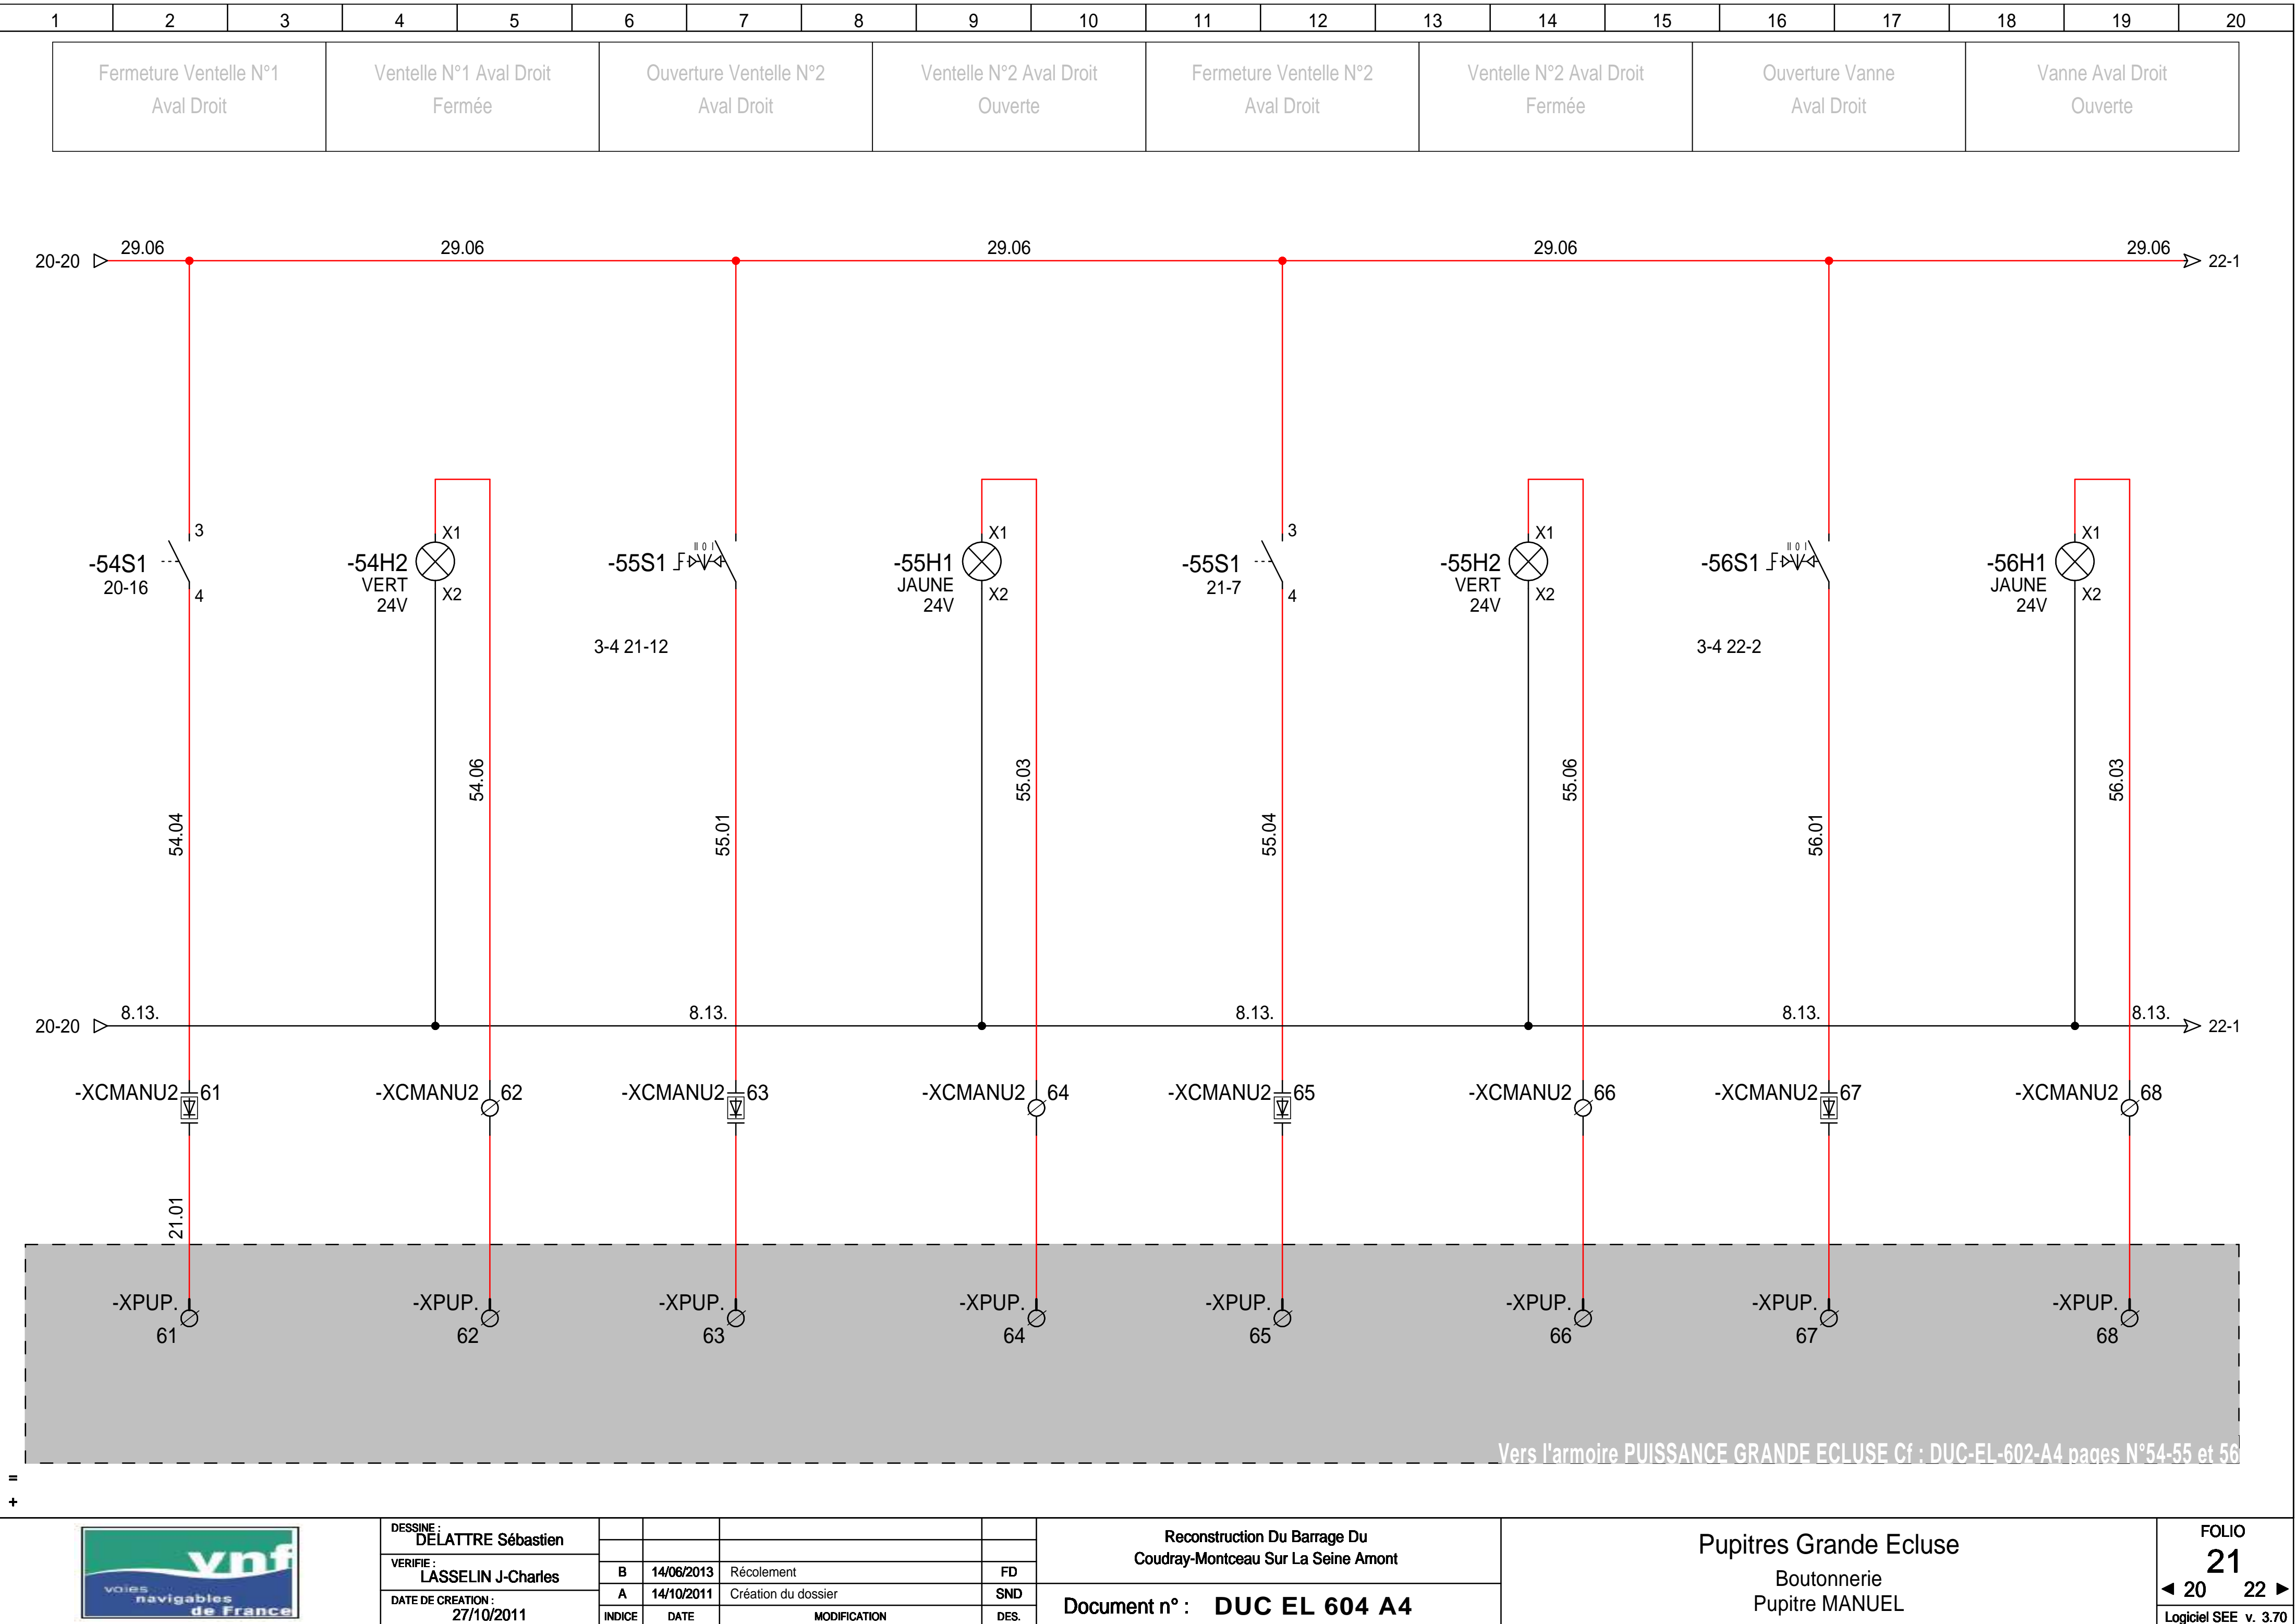 1 2 3 4 5 6 7 8 9 10 11 12 13 14 15 16 17 18 19 20
Fermeture Ventelle N°1 Ventelle N°1 Aval Droit Ouverture Ventelle N°2 Ventelle N°2 Aval Droit Fermeture Ventelle N°2 Ventelle N°2 Aval Droit Ouverture Vanne Vanne Aval Droit
Aval Droit Fermée Aval Droit Ouverte Aval Droit Fermée Aval Droit Ouverte
29.06 29.06 29.06 29.06 29.06
20-20 22-1
3 X1 II 0 I X1 3 X1 II 0 I X1
-54S1 -54H2 -55S1 -55H1 -55S1 -55H2 -56S1 -56H1
20-16 VERT JAUNE 21-7 VERT JAUNE
4 24V X2 24V X2 4 24V X2 24V X2
3-4 21-12 3-4 22-2
54.06 55.03 55.06 56.03
54.04 55.01 55.04 56.01
8.13. 8.13. 8.13. 8.13. 8.13.
20-20 22-1
-XCMANU2 61 -XCMANU2 62 -XCMANU2 63 -XCMANU2 64 -XCMANU2 65 -XCMANU2 66 -XCMANU2 67 -XCMANU2 68
21.01
-XPUP. -XPUP. -XPUP. -XPUP. -XPUP. -XPUP. -XPUP. -XPUP.
61 62 63 64 65 66 67 68
Vers l'armoire PUISSANCE GRANDE ECLUSE Cf : DUC-EL-602-A4 pages N°54-55 et 56
=
+
vnf
voies
navigables
de France
DESSINE :
DELATTRE Sébastien
VERIFIE :
LASSELIN J-Charles
DATE DE CREATION :
27/10/2011
B 14/06/2013 Récolement FD
A 14/10/2011 Création du dossier SND
INDICE DATE MODIFICATION DES.
Reconstruction Du Barrage Du
Coudray-Montceau Sur La Seine Amont
Document n° : DUC EL 604 A4
Pupitres Grande Ecluse
Boutonnerie
Pupitre MANUEL
FOLIO
21
◄ 20 22 ►
Logiciel SEE v. 3.70